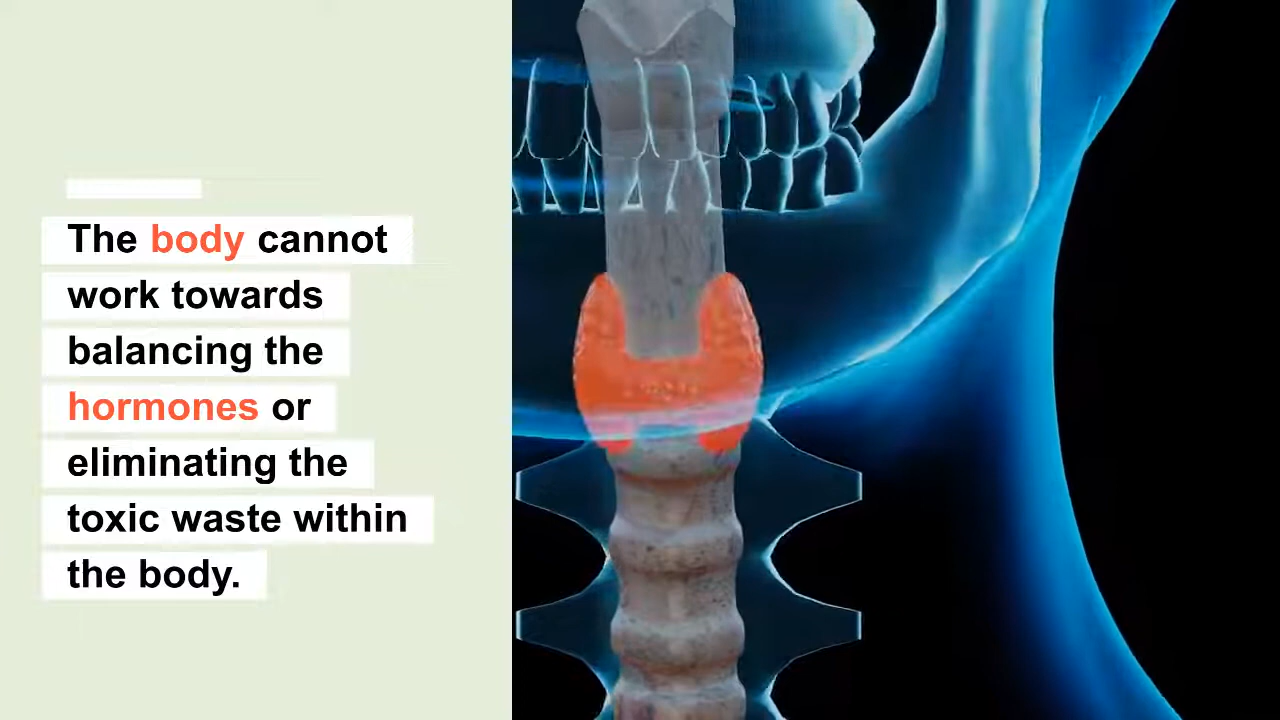 The body cannot
work towards
balancing the
hormones or
eliminating the
toxic waste within
the body.